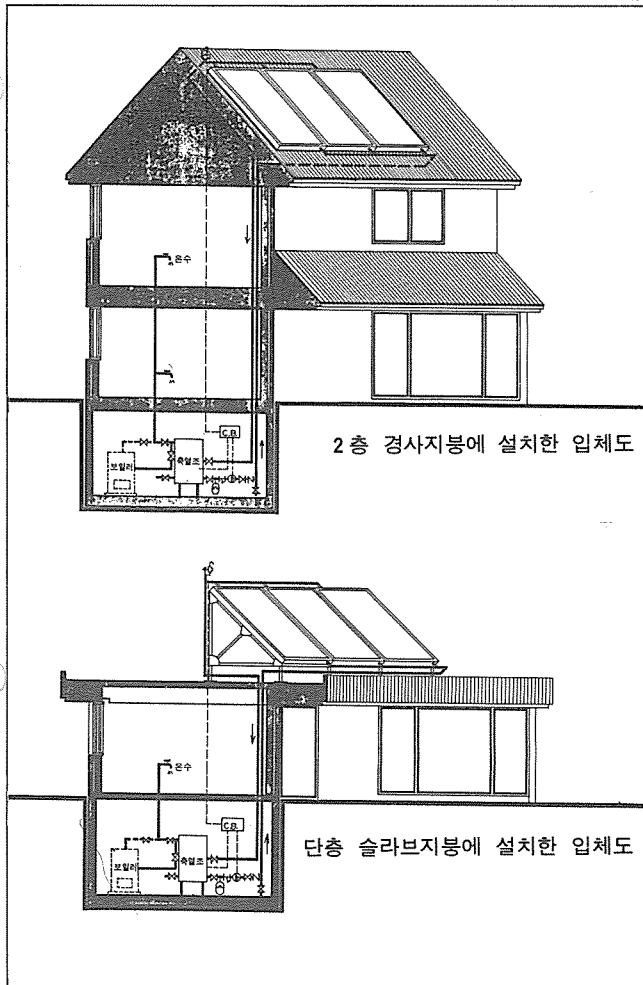 온수
C.B.
보일러
축열조
2층 경사지붕에 설치한 입체도
온수
C.B.
보일러
축열조
단층 슬라브지붕에 설치한 입체도